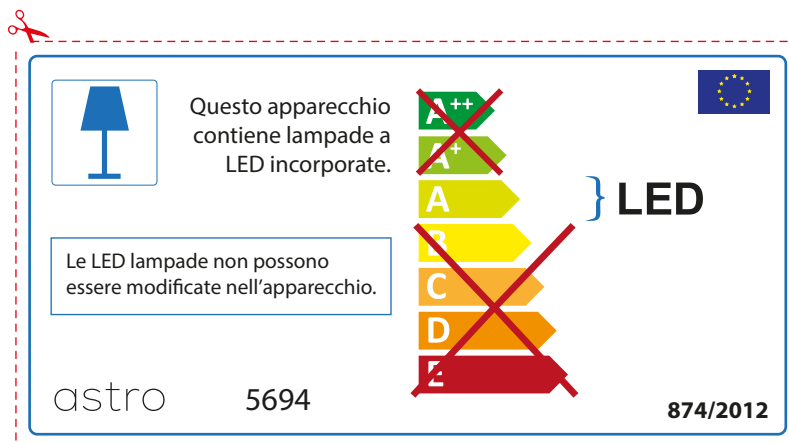 Questo apparecchio
contiene lampade a
LED incorporate.
A++
A+
A
B
C
D
E
LED
Le LED lampade non possono
essere modificate nell'apparecchio.
astro
5694
874/2012